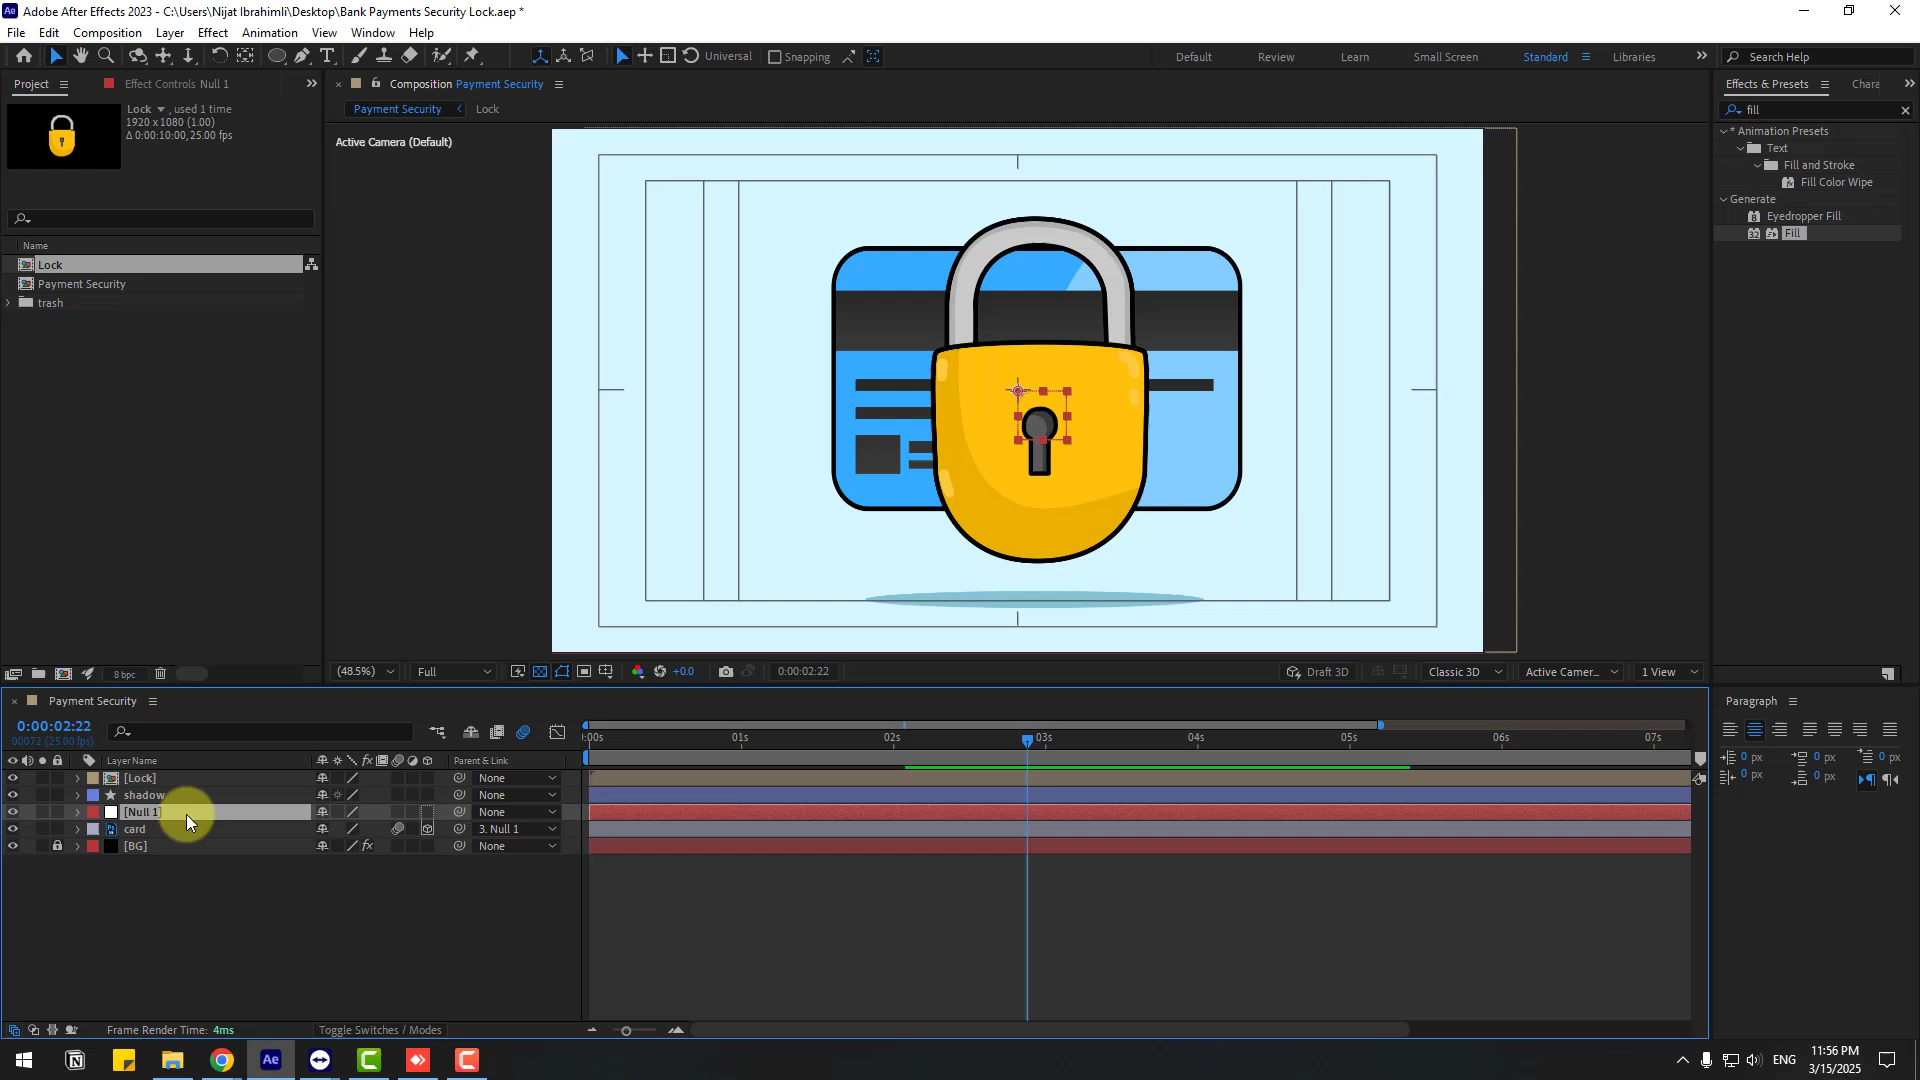 Adobe After Effects 2023 - C:\Users\Nijat Ibrahimli\Desktop\Bank Payments Security Lock.aep *
File Edit Composition Layer Effect Animation View Window Help
Universal Snapping Default Review Learn Small Screen Standard Libraries Search Help
Project Effect Controls Null 1
Composition Payment Security
Effects & Presets Chara
Lock , used 1 time
1920 x 1080 (1.00)
Δ 0:00:10:00, 25.00 fps
Payment Security Lock
Active Camera (Default)
fill
* Animation Presets
Text
Fill and Stroke
Fill Color Wipe
Generate
Eyedropper Fill
Fill
Name
Lock
Payment Security
trash
8 bpc
(48.5%) Full +0.0 0:00:02:22 Draft 3D Classic 3D Active Camer... 1 View
Payment Security
0:00:02:22
00072 (25.00 fps)
Layer Name Parent & Link
:00s 01s 02s 03s 04s 05s 06s 07s
[Lock] None
shadow None
[Null 1] None
card 3. Null 1
[BG] None
Frame Render Time: 4ms Toggle Switches / Modes
Paragraph
0 px 0 px 0 px
0 px 0 px
ENG 11:56 PM
3/15/2025